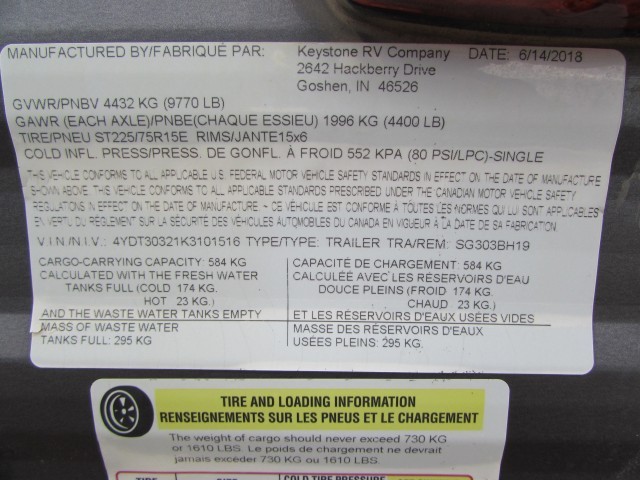 MANUFACTURED BY/FABRIQUÉ PAR: Keystone RV Company DATE: 6/14/2018
2642 Hackberry Drive
Goshen, IN 46526
GVWR/PNBV 4432 KG (9770 LB)
GAWR (EACH AXLE)/PNBE(CHAQUE ESSIEU) 1996 KG (4400 LB)
TIRE/PNEU ST225/75R15E RIMS/JANTE15x6
COLD INFL. PRESS/PRESS. DE GONFL. À FROID 552 KPA (80 PSI/LPC)-SINGLE
THIS VEHICLE CONFORMS TO ALL APPLICABLE U.S. FEDERAL MOTOR VEHICLE SAFETY STANDARDS IN EFFECT ON THE DATE OF MANUFACTURE
SHOWN ABOVE. THIS VEHICLE CONFORMS TO ALL APPLICABLE STANDARDS PRESCRIBED UNDER THE CANADIAN MOTOR VEHICLE SAFETY
REGULATIONS IN EFFECT ON THE DATE OF MANUFACTURE. ~ CE VÉHICULE EST CONFORME À TOUTES LES NORMES QUI LUI SONT APPLICABLES
EN VERTU DU RÈGLEMENT SUR LA SÉCURITÉ DES VÉHICULES AUTOMOBILES DU CANADA EN VIGUEUR À LA DATE DE SA FABRICATION.
V.I.N/N.I.V.: 4YDT30321K3101516 TYPE/TYPE: TRAILER TRA/REM: SG303BH19
CARGO-CARRYING CAPACITY: 584 KG
CALCULATED WITH THE FRESH WATER
TANKS FULL (COLD 174 KG.
HOT 23 KG.)
AND THE WASTE WATER TANKS EMPTY
MASS OF WASTE WATER
TANKS FULL: 295 KG
CAPACITÉ DE CHARGEMENT: 584 KG
CALCULÉE AVEC LES RÉSERVOIRS D'EAU
DOUCE PLEINS (FROID 174 KG.
CHAUD 23 KG.)
ET LES RÉSERVOIRS D'EAUX USÉES VIDES
MASSE DES RÉSERVOIRS D'EAUX
USÉES PLEINS: 295 KG.
TIRE AND LOADING INFORMATION
RENSEIGNEMENTS SUR LES PNEUS ET LE CHARGEMENT
The weight of cargo should never exceed 730 KG
or 1610 LBS. Le poids de chargement ne devrait
jamais exceder 730 KG ou 1610 LBS.
TIRE SIZE COLD TIRE PRESSURE